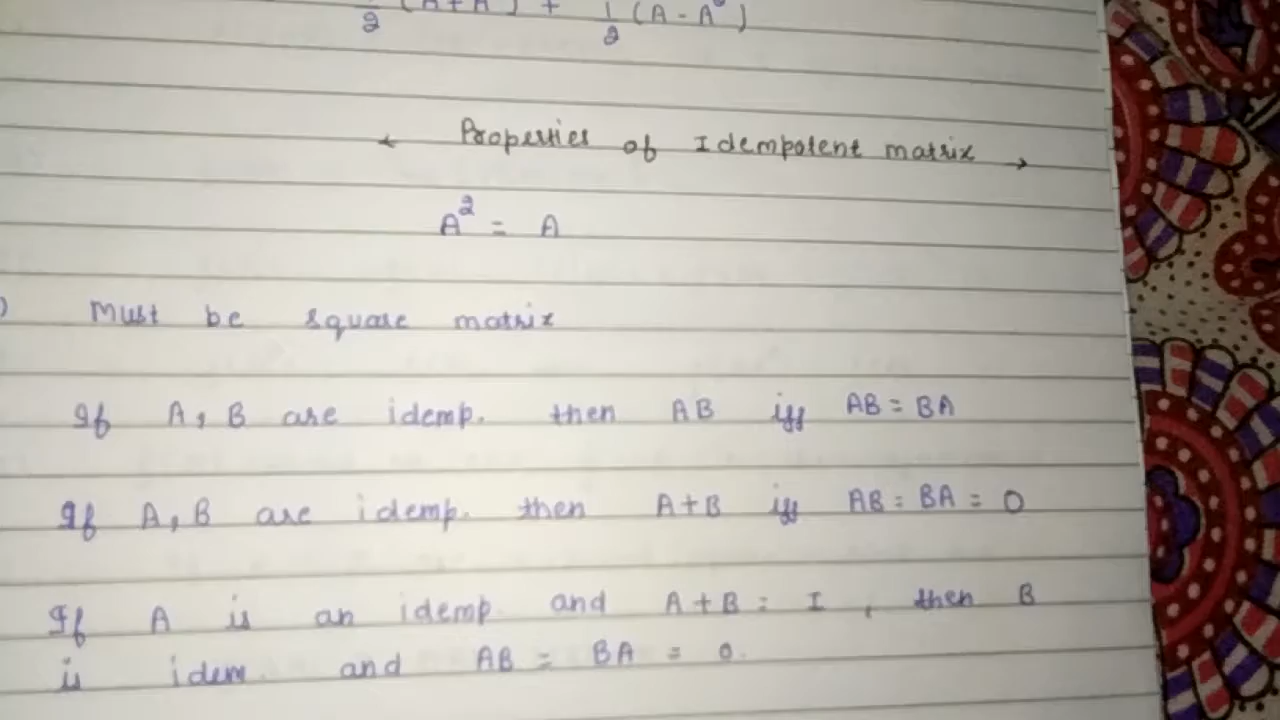 1/2 (A+A ) + 1/2 (A - A^θ)
← Properties of Idempotent matrix →
A² = A
) Must be square matrix
If A, B are idemp. then AB iff AB = BA
If A, B are idemp. then A+B iff AB = BA = 0
If A is an idemp. and A+B = I, then B
is idem. and AB = BA = 0.